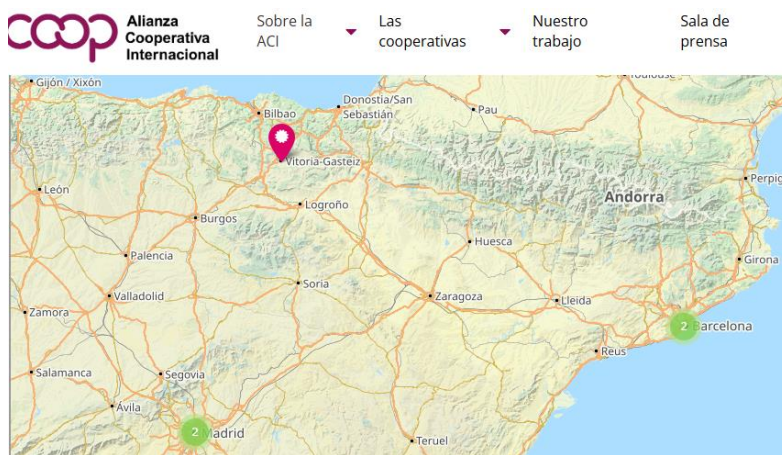 coop
Alianza
Cooperativa
Internacional
Sobre la
ACI
Las
cooperativas
Nuestro
trabajo
Sala de
prensa
Gijón / Xixón
Bilbao
Donostia/San
Sebastián
Pau
Vitoria-Gasteiz
León
Logroño
Andorra
Perpig
Burgos
Palencia
Huesca
Girona
Soria
Valladolid
Zaragoza
Lleida
Zamora
2
Barcelona
Reus
Salamanca
Segovia
Ávila
2
Madrid
Teruel